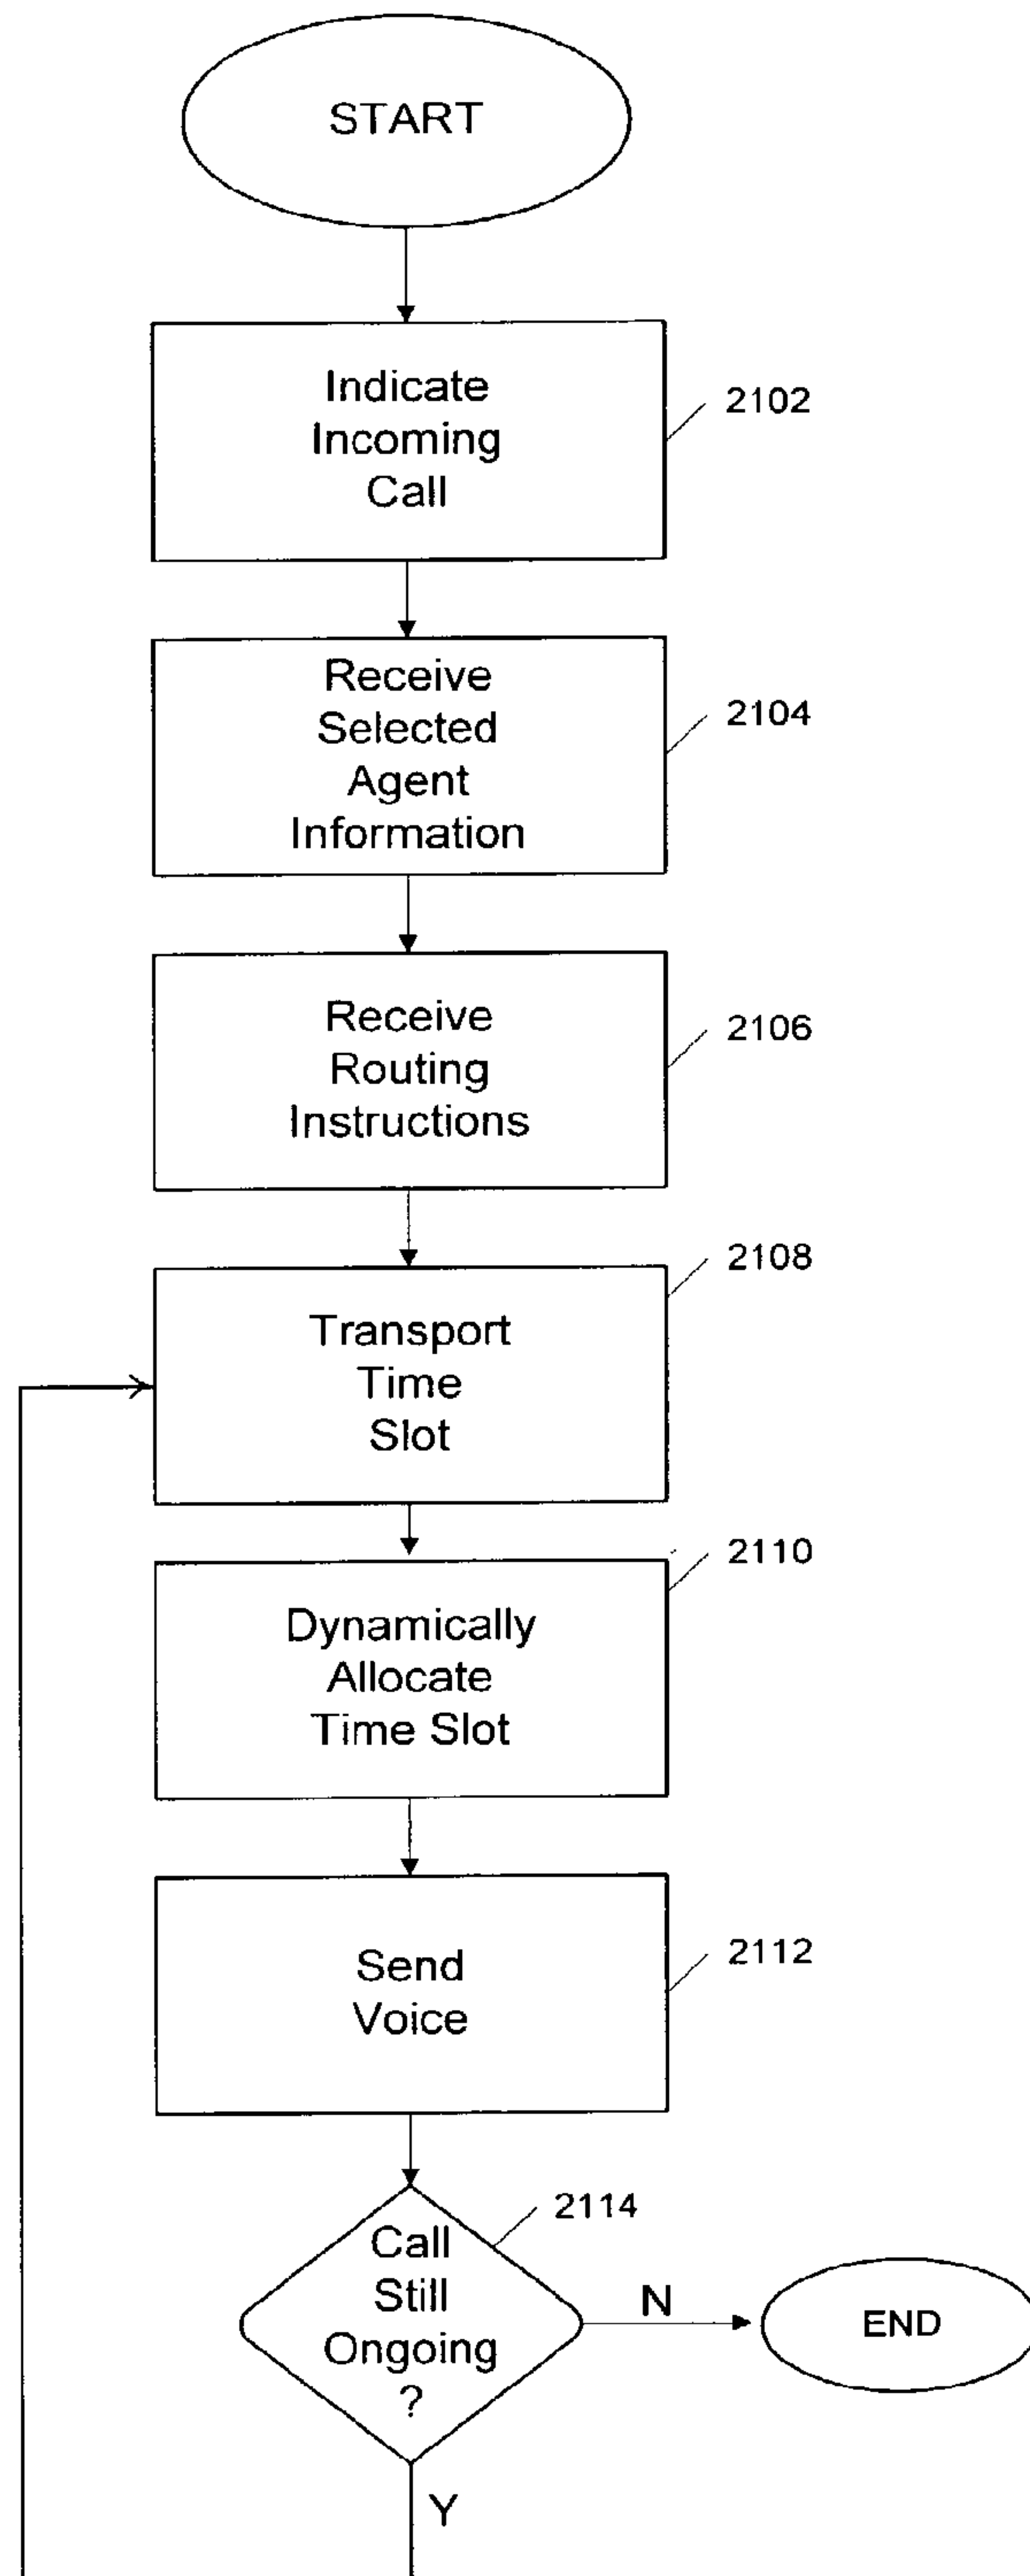 START
Indicate
Incoming
Call
2102
Receive
Selected
Agent
Information
2104
Receive
Routing
Instructions
2106
Transport
Time
Slot
2108
Dynamically
Allocate
Time Slot
2110
Send
Voice
2112
Call
Still
Ongoing
?
2114
N
END
Y